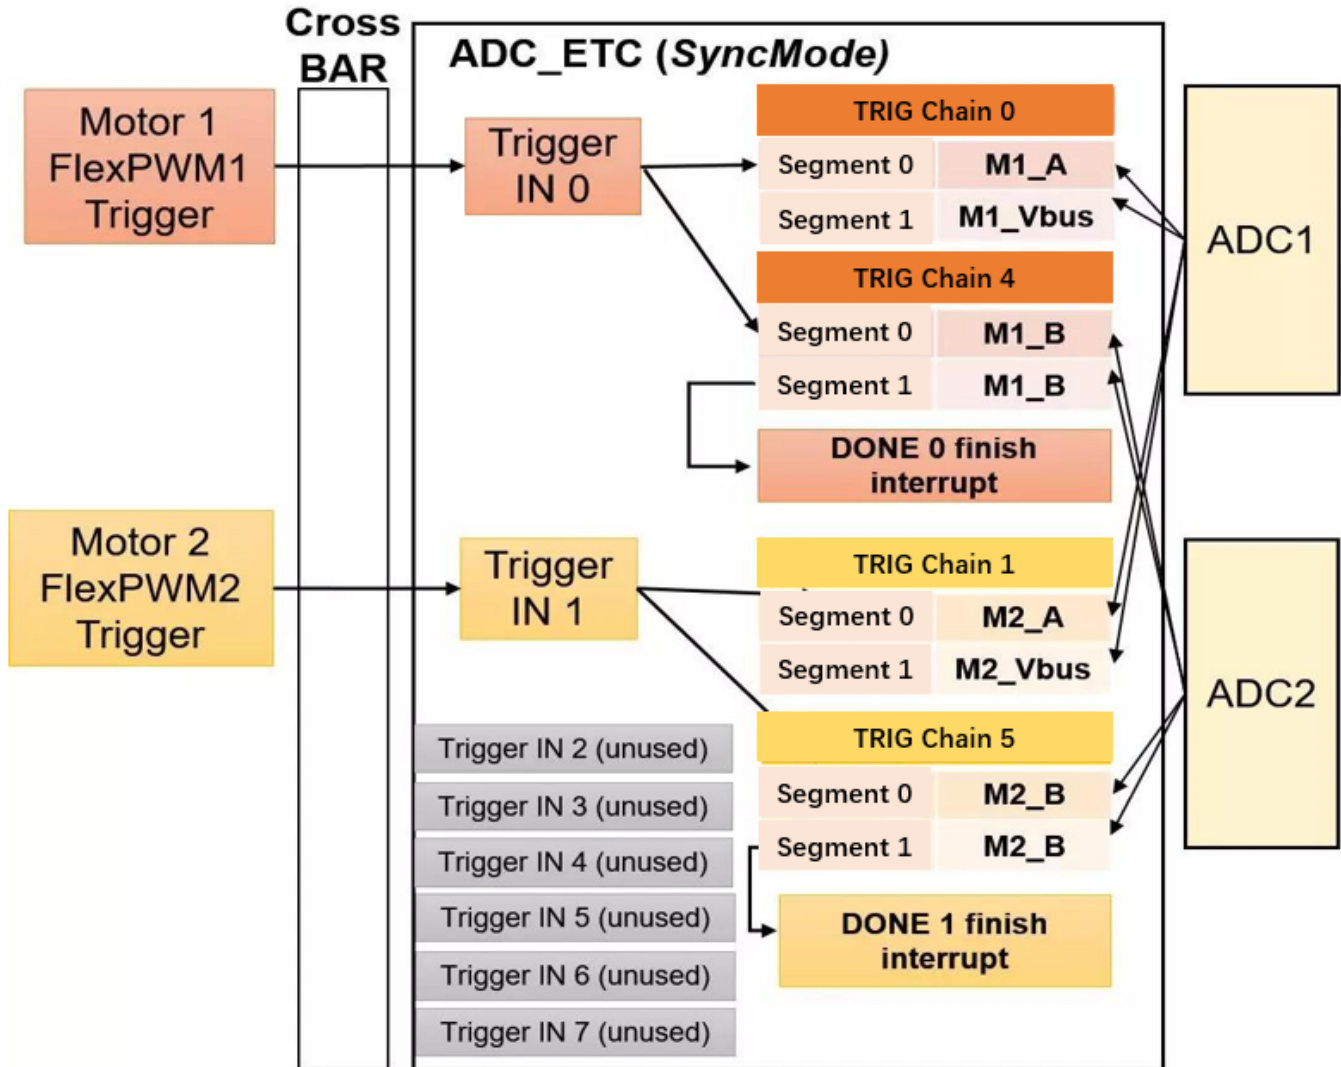 Cross
BAR
ADC_ETC (SyncMode)
Motor 1
FlexPWM1
Trigger
Trigger
IN 0
TRIG Chain 0
Segment 0 M1_A
Segment 1 M1_Vbus
TRIG Chain 4
Segment 0 M1_B
Segment 1 M1_B
DONE 0 finish
interrupt
ADC1
Motor 2
FlexPWM2
Trigger
Trigger
IN 1
TRIG Chain 1
Segment 0 M2_A
Segment 1 M2_Vbus
TRIG Chain 5
Segment 0 M2_B
Segment 1 M2_B
DONE 1 finish
interrupt
ADC2
Trigger IN 2 (unused)
Trigger IN 3 (unused)
Trigger IN 4 (unused)
Trigger IN 5 (unused)
Trigger IN 6 (unused)
Trigger IN 7 (unused)